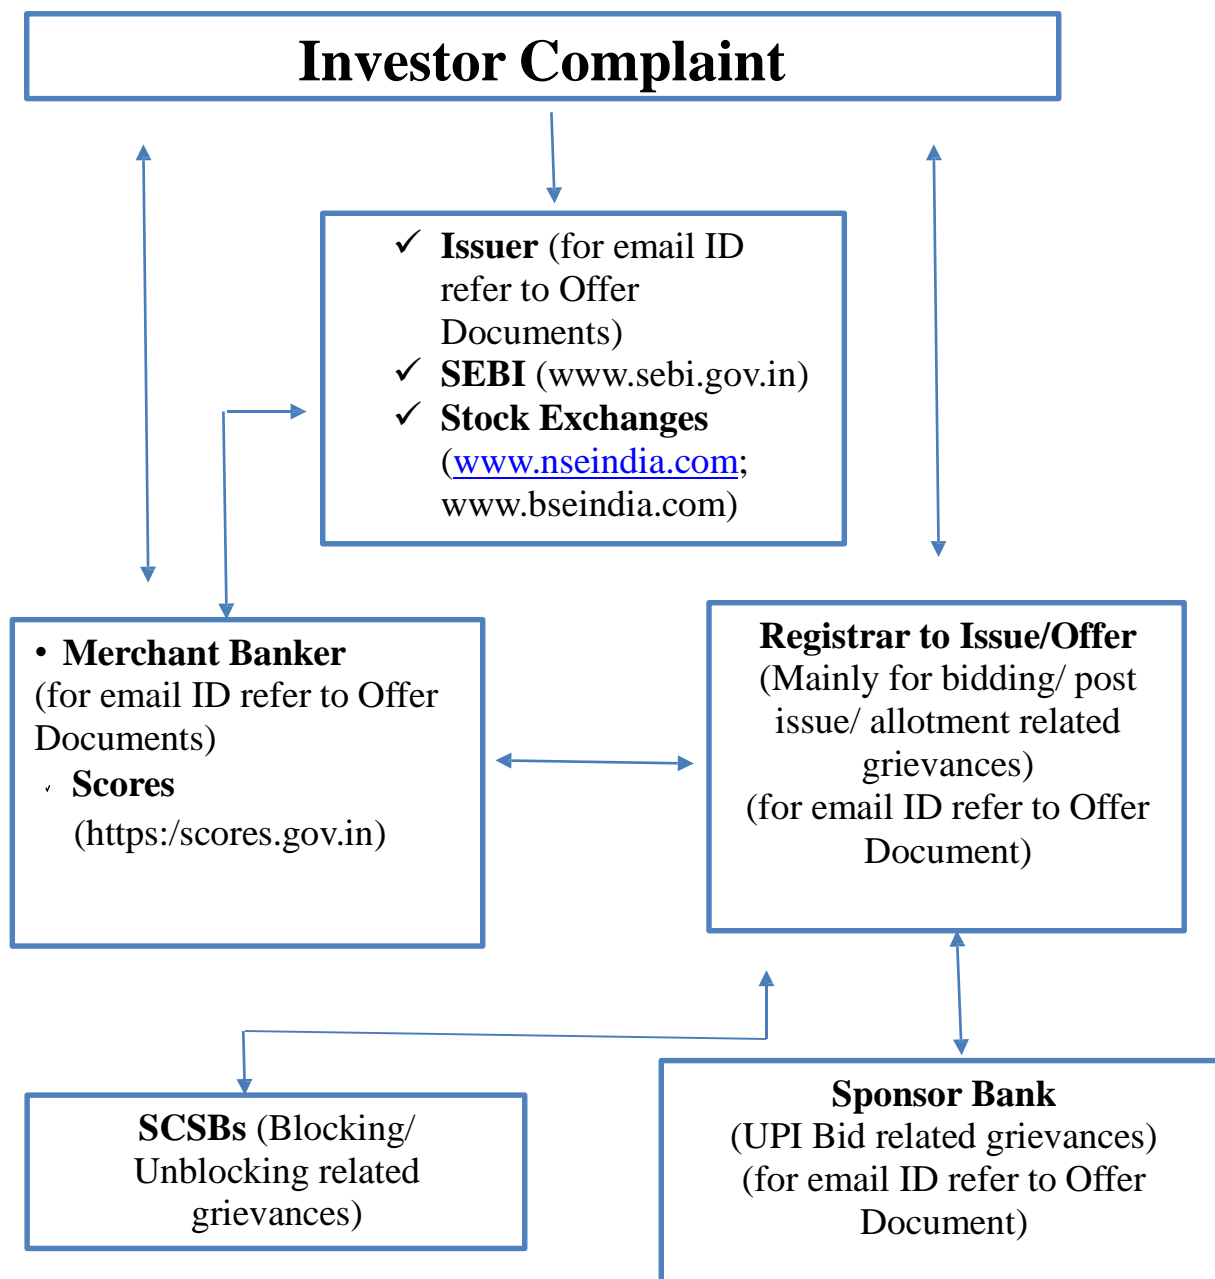 Investor Complaint
✓ Issuer (for email ID
refer to Offer
Documents)
✓ SEBI (www.sebi.gov.in)
✓ Stock Exchanges
(www.nseindia.com;
www.bseindia.com)
• Merchant Banker
(for email ID refer to Offer
Documents)
✓ Scores
(https:/scores.gov.in)
Registrar to Issue/Offer
(Mainly for bidding/ post
issue/ allotment related
grievances)
(for email ID refer to Offer
Document)
SCSBs (Blocking/
Unblocking related
grievances)
Sponsor Bank
(UPI Bid related grievances)
(for email ID refer to Offer
Document)